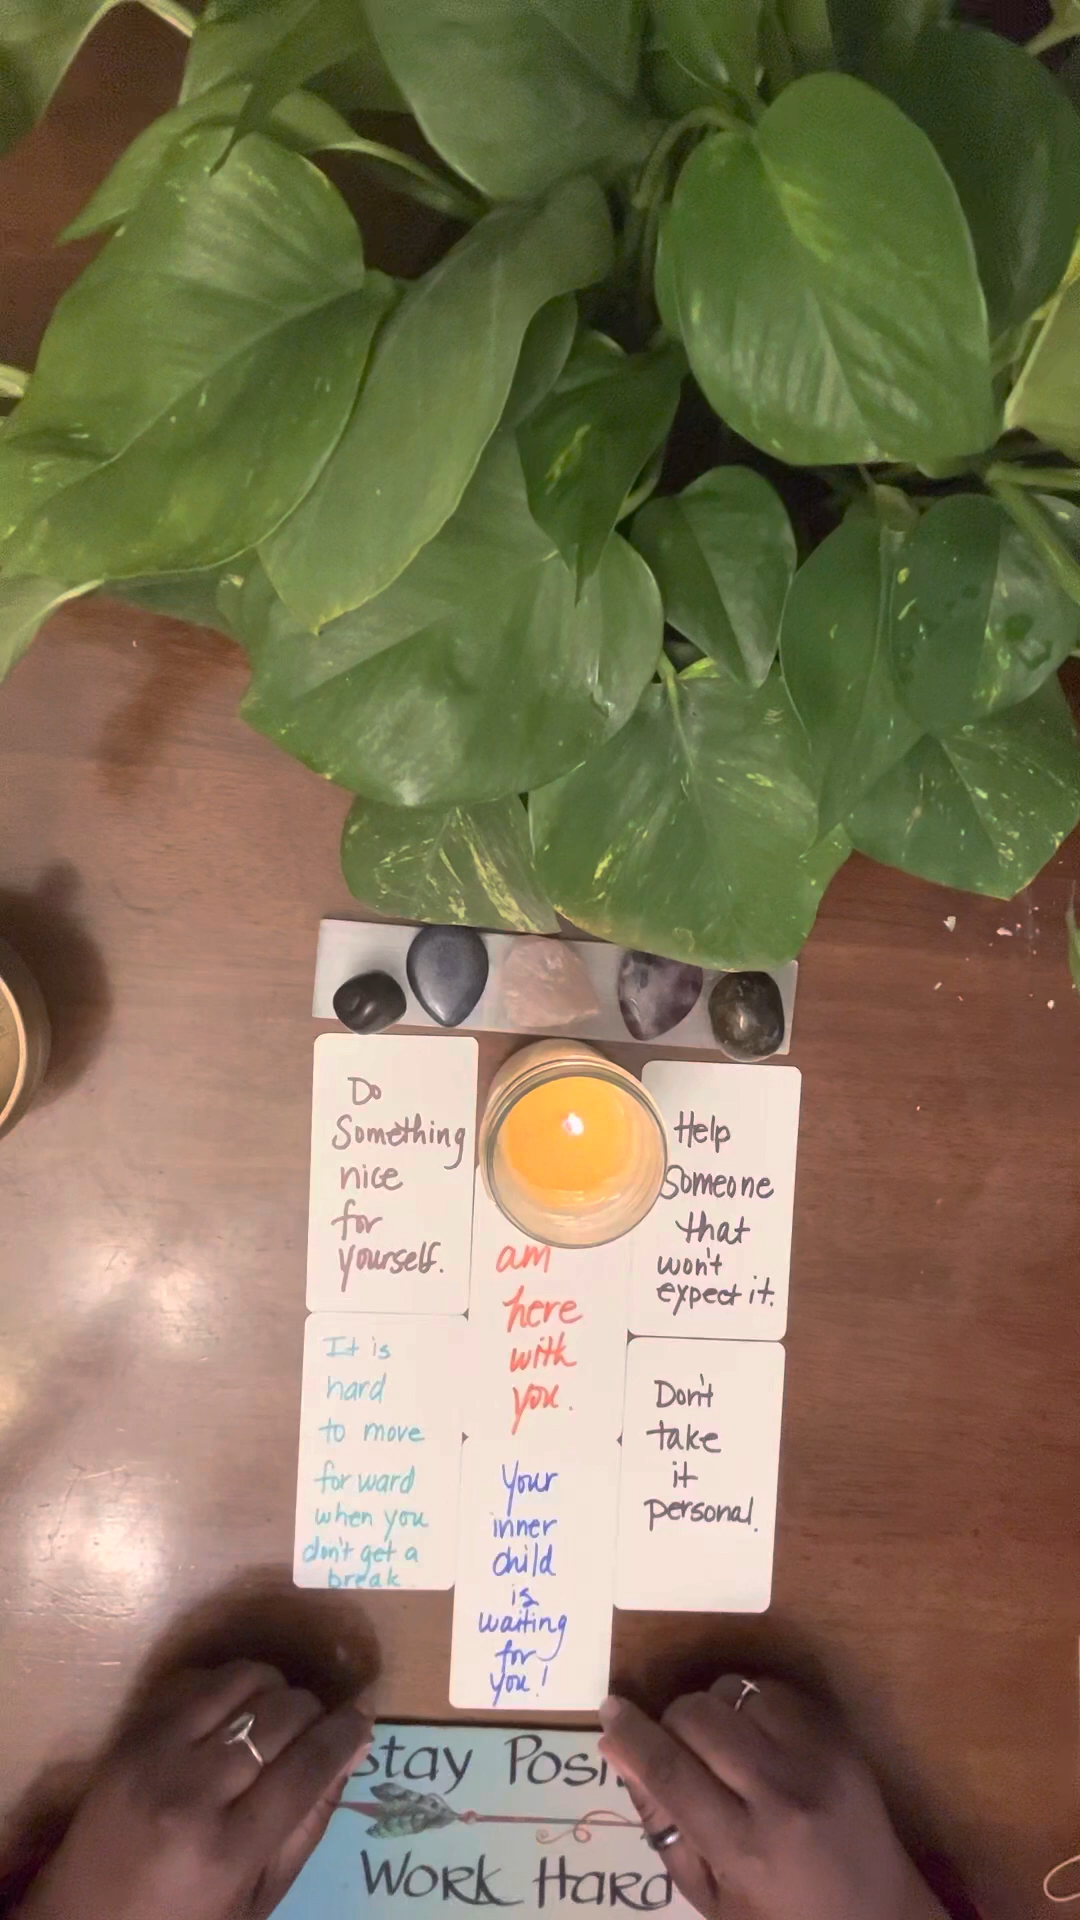 Do
Something
nice
for
yourself.
am
here
with
you.
Help
Someone
that
won't
expect it.
It is
hard
to move
forward
when you
don't get a
break.
Your
inner
child
is
waiting
for
you!
Don't
take
it
personal.
Stay Posi
Work Hard